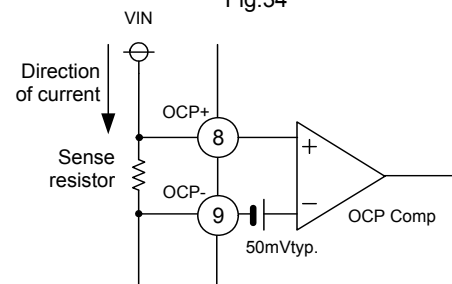 Fig.34
VIN
Direction
of current
OCP+
8
+
Sense
resistor
OCP-
9
−
OCP Comp
50mVtyp.